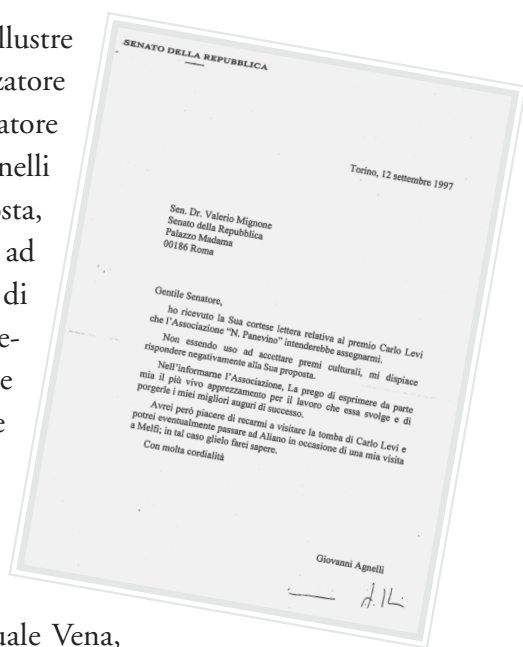 llustre
zatore
atore
nelli
osta,
ad
di
e-
e
e
SENATO DELLA REPUBBLICA
Torino, 12 settembre 1997
Sen. Dr. Valerio Mignone
Senato della Repubblica
Palazzo Madama
00186 Roma
Gentile Senatore,
ho ricevuto la Sua cortese lettera relativa al premio Carlo Levi
che l'Associazione "N. Panevino" intenderebbe assegnarmi.
Non essendo uso ad accettare premi culturali, mi dispiace
rispondere negativamente alla Sua proposta.
Nell'informarne l'Associazione, La prego di esprimere da parte
mia il più vivo apprezzamento per il lavoro che essa svolge e di
porgerle i miei migliori auguri di successo.
Avrei però piacere di recarmi a visitare la tomba di Carlo Levi e
potrei eventualmente passare ad Aliano in occasione di una mia visita
a Melfi; in tal caso glielo farei sapere.
Con molta cordialità
Giovanni Agnelli
uale Vena,